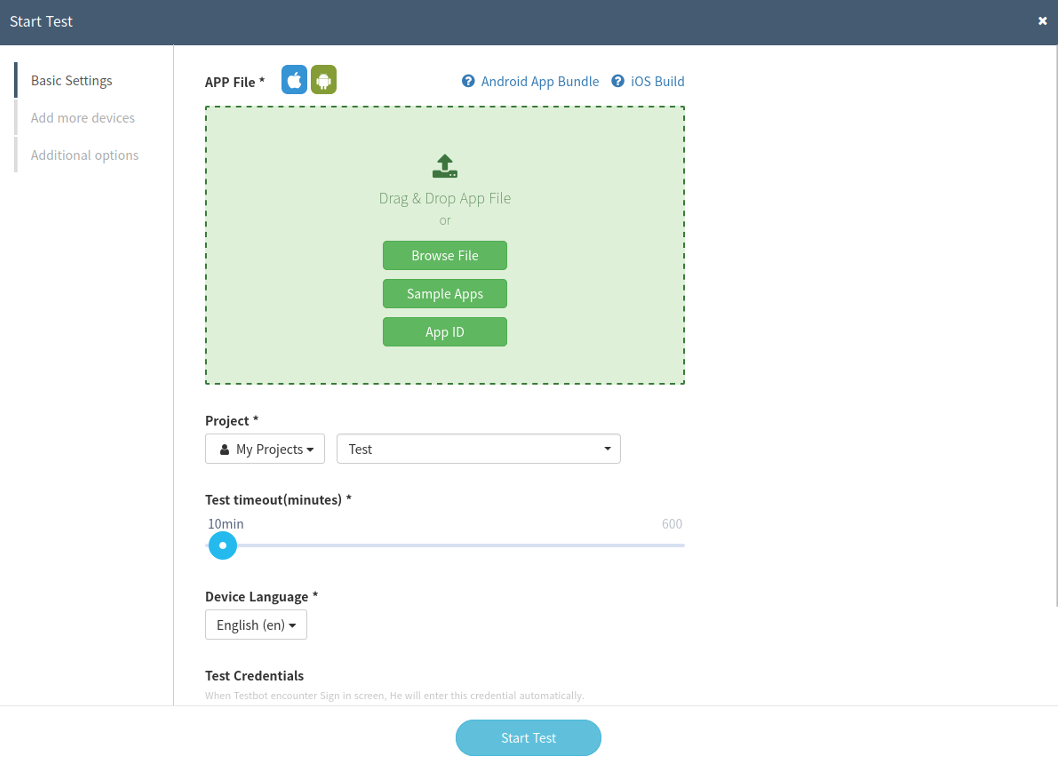 Start Test
Basic Settings
Add more devices
Additional options
APP File *
Android App Bundle
iOS Build
Drag & Drop App File
or
Browse File
Sample Apps
App ID
Project *
My Projects
Test
Test timeout(minutes) *
10min
600
Device Language *
English (en)
Test Credentials
When Testbot encounter Sign in screen, He will enter this credential automatically.
Start Test